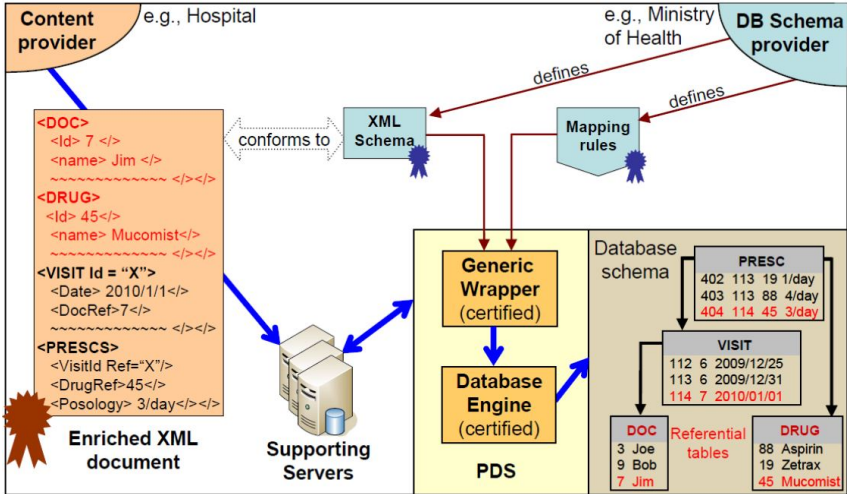 Content
provider
e.g., Hospital
e.g., Ministry
of Health
DB Schema
provider
defines
defines
<DOC>
<Id> 7 </>
<name> Jim </>
~~~~~~~~~~~~~ </></>
<DRUG>
<Id> 45</>
<name> Mucomist</>
~~~~~~~~~~~~~ </></>
<VISIT Id = “X”>
<Date> 2010/1/1</>
<DocRef>7</>
~~~~~~~~~~~~~ </></>
<PRESCS>
<VisitId Ref=“X”/>
<DrugRef>45</>
<Posology> 3/day</></>
Enriched XML
document
conforms to
XML
Schema
Mapping
rules
Supporting
Servers
Generic
Wrapper
(certified)
Database
Engine
(certified)
PDS
Database
schema
PRESC
402 113 19 1/day
403 113 88 4/day
404 114 45 3/day
VISIT
112 6 2009/12/25
113 6 2009/12/31
114 7 2010/01/01
DOC
3 Joe
9 Bob
7 Jim
Referential
tables
DRUG
88 Aspirin
19 Zetrax
45 Mucomist